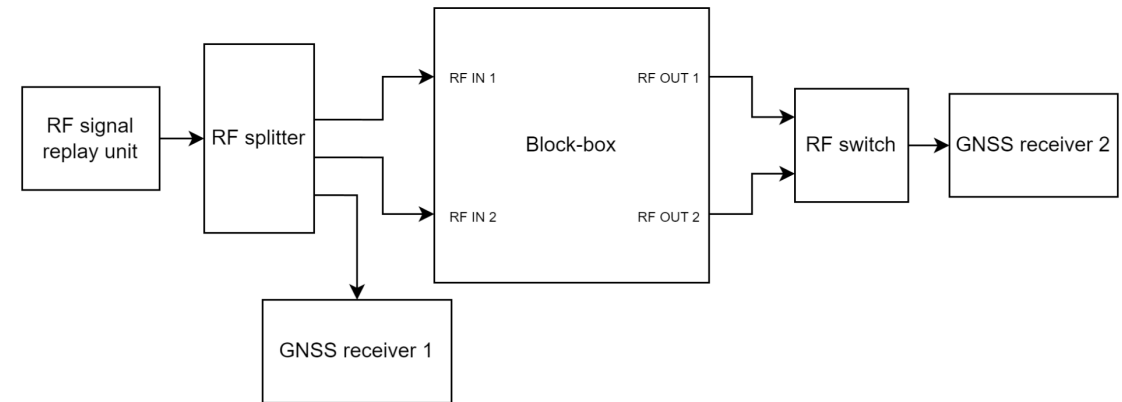 RF signal
replay unit
RF splitter
RF IN 1
RF IN 2
Block-box
RF OUT 1
RF OUT 2
RF switch
GNSS receiver 2
GNSS receiver 1